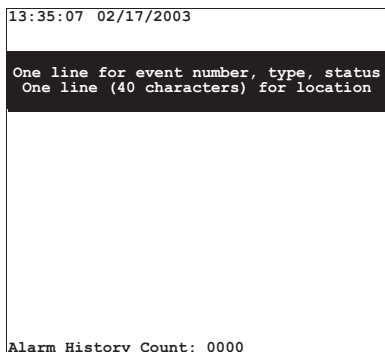 13:35:07 02/17/2003
One line for event number, type, status
One line (40 characters) for location
Alarm History Count: 0000